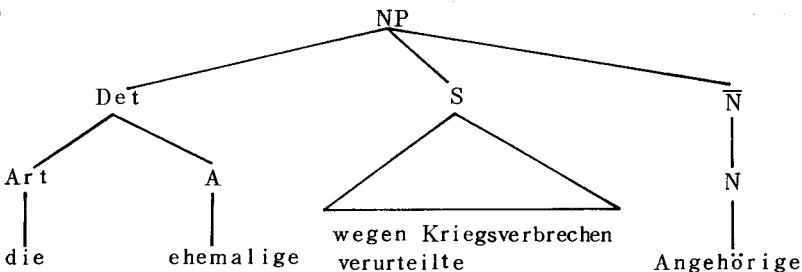 NP
Det S N̅
Art A N
die ehemalige wegen Kriegsverbrechen
verurteilte Angehörige